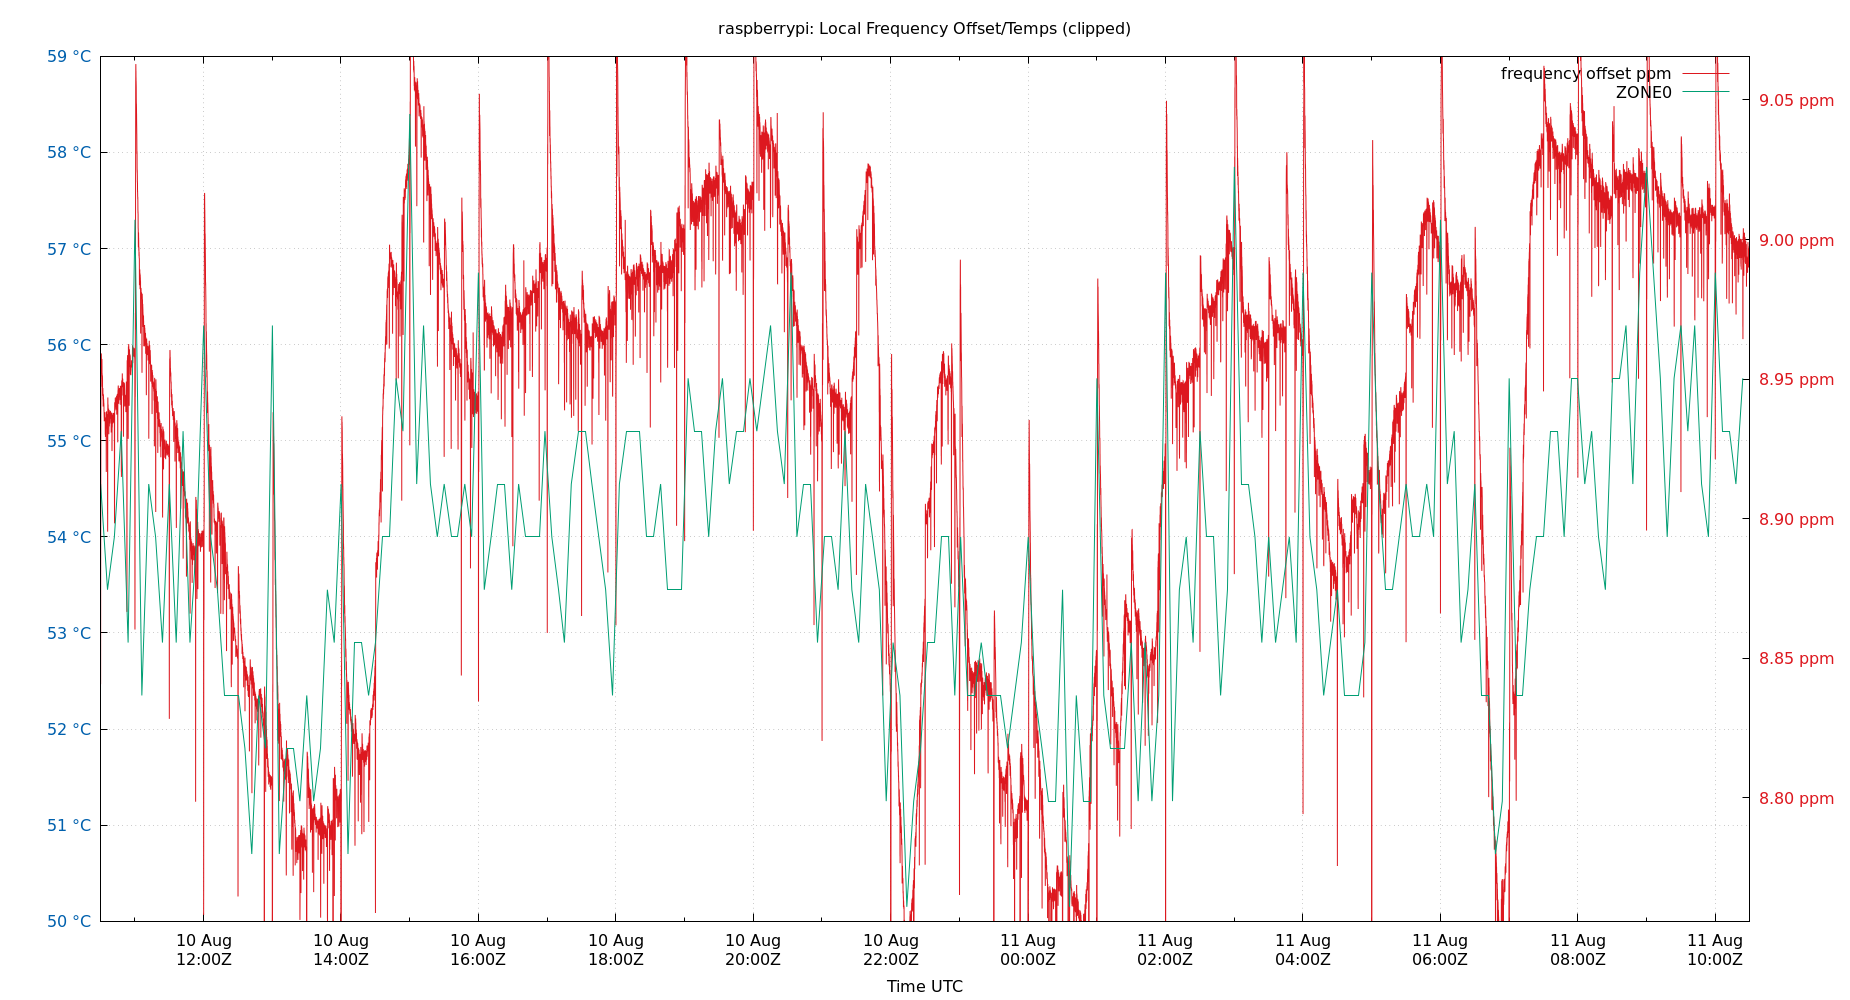 raspberrypi: Local Frequency Offset/Temps (clipped)
frequency offset ppm
ZONE0
59 °C
58 °C
57 °C
56 °C
55 °C
54 °C
53 °C
52 °C
51 °C
50 °C
9.05 ppm
9.00 ppm
8.95 ppm
8.90 ppm
8.85 ppm
8.80 ppm
10 Aug 10 Aug 10 Aug 10 Aug 10 Aug 10 Aug 11 Aug 11 Aug 11 Aug 11 Aug 11 Aug 11 Aug
12:00Z 14:00Z 16:00Z 18:00Z 20:00Z 22:00Z 00:00Z 02:00Z 04:00Z 06:00Z 08:00Z 10:00Z
Time UTC